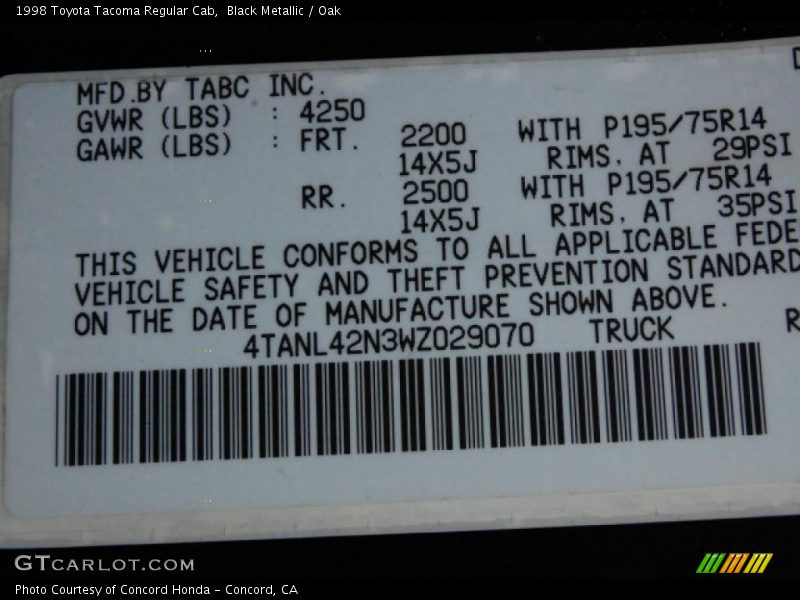 1998 Toyota Tacoma Regular Cab,  Black Metallic / Oak
MFD.BY TABC INC.
GVWR (LBS) : 4250
GAWR (LBS) : FRT. 2200 WITH P195/75R14
14X5J RIMS, AT 29PSI
RR. 2500 WITH P195/75R14
14X5J RIMS, AT 35PSI
THIS VEHICLE CONFORMS TO ALL APPLICABLE FEDE
VEHICLE SAFETY AND THEFT PREVENTION STANDARD
ON THE DATE OF MANUFACTURE SHOWN ABOVE.
4TANL42N3WZ029070 TRUCK R
GTCARLOT.COM
Photo Courtesy of Concord Honda - Concord, CA